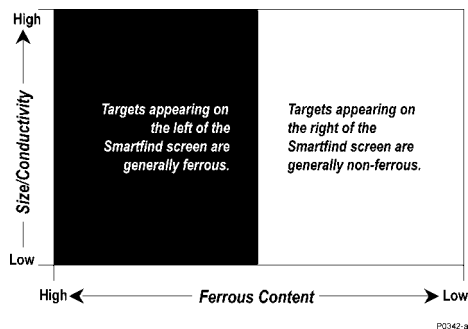 High
Size/Conductivity
Low
Targets appearing on
the left of the
Smartfind screen are
generally ferrous.
Targets appearing on
the right of the
Smartfind screen are
generally non-ferrous.
High
Ferrous Content
Low
P0342-a